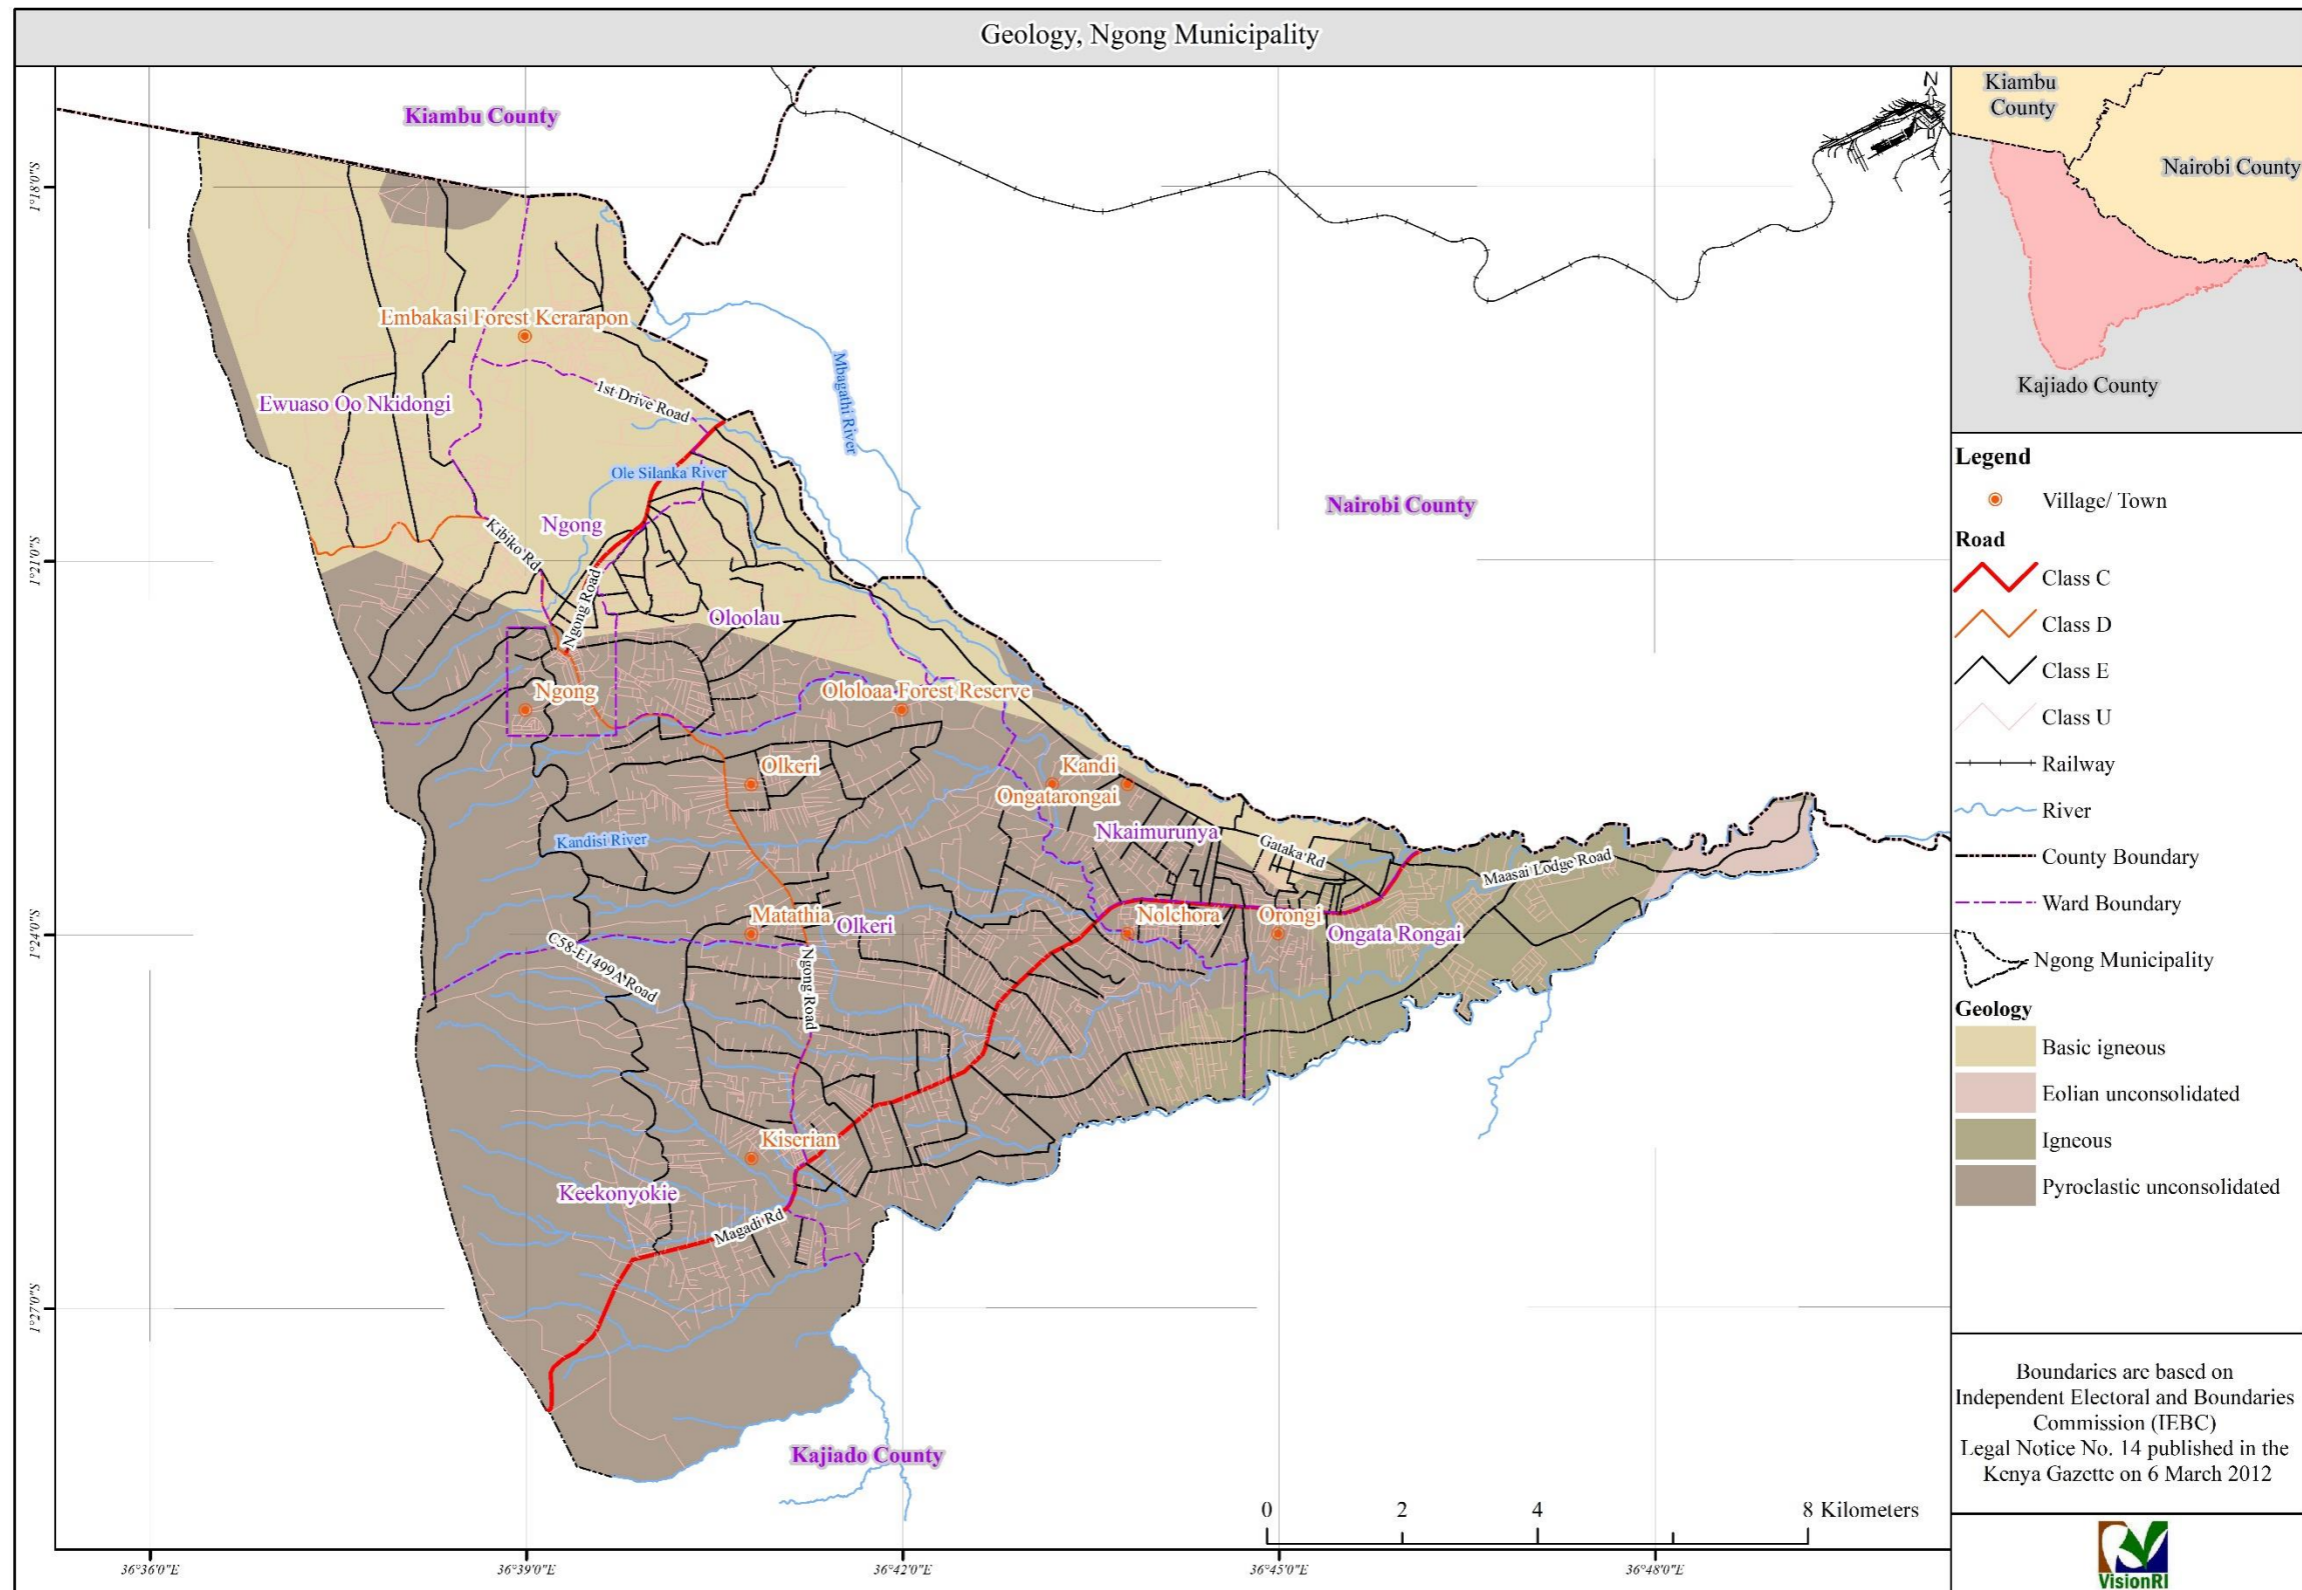 Geology, Ngong Municipality
Kiambu County
Nairobi County
Kajiado County
Embakasi Forest Kerarapon
Ewuaso Oo Nkidongi
1st Drive Road
Mbagathi River
Ole Silanka River
Ngong
Kibiko Rd
Ngong Road
Oloolau
Ngong
Ololoaa Forest Reserve
Olkeri
Kandi
Ongatarongai
Nkaimurunya
Kandisi River
Gataka Rd
Maasai Lodge Road
Matathia
Olkeri
Nolchora
Orongi
Ongata Rongai
C58-E1499A Road
Ngong Road
Kiserian
Keekonyokie
Magadi Rd
1°18'0"S
1°21'0"S
1°24'0"S
1°27'0"S
36°36'0"E
36°39'0"E
36°42'0"E
36°45'0"E
36°48'0"E
0 2 4 8 Kilometers
N
Kiambu
County
Nairobi County
Kajiado County
Legend
Village/ Town
Road
Class C
Class D
Class E
Class U
Railway
River
County Boundary
Ward Boundary
Ngong Municipality
Geology
Basic igneous
Eolian unconsolidated
Igneous
Pyroclastic unconsolidated
Boundaries are based on
Independent Electoral and Boundaries
Commission (IEBC)
Legal Notice No. 14 published in the
Kenya Gazette on 6 March 2012
VisionRI